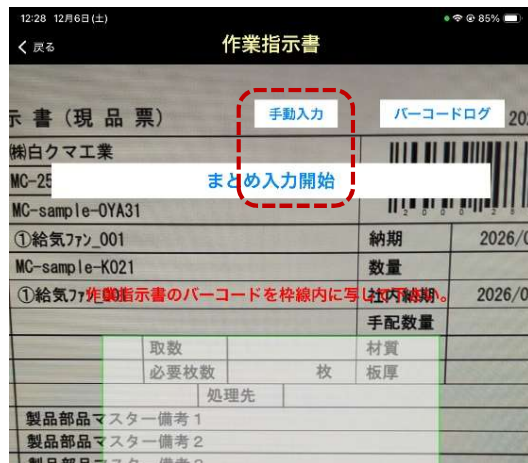 12:28 12月6日(土)
85%
戻る
作業指示書
示 書 (現 品 票)
手動入力
バーコードログ
㈱白クマ工業
MC-25
まとめ入力開始
MC-sample-OYA31
①給気ファン_001
納期
2026/0
MC-sample-K021
数量
①給気ファン_001
作業指示書のバーコードを枠線内に写して下さい。
社内納期
2026/0
手配数量
取数
材質
必要枚数
枚
板厚
処理先
製品部品マスター備考1
製品部品マスター備考2